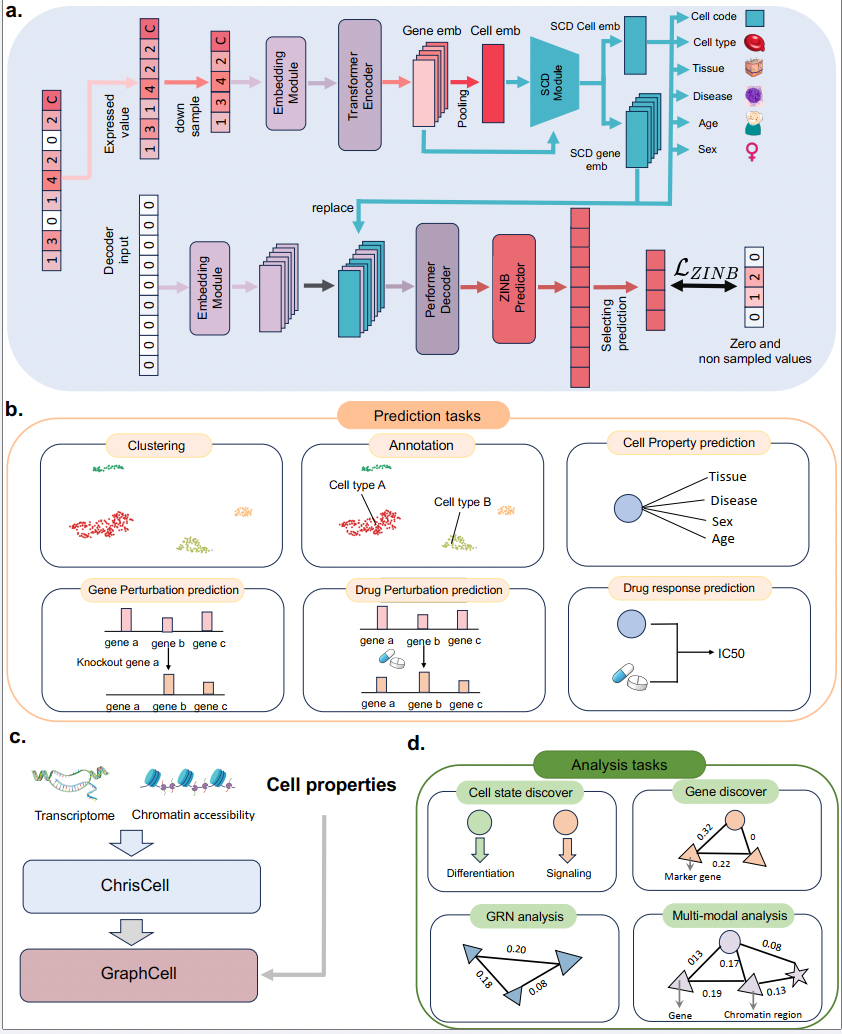 a.
1 3 0 1 4 2 0 2 C
Expressed
value
1 3 1 4 2 2 C
down
sample
1 3 4 2 C
Embedding
Module
Transformer
Encoder
Gene emb
Cell emb
Pooling
SCD
Module
SCD Cell emb
SCD gene
emb
Cell code
Cell type
Tissue
Disease
Age
Sex
replace
Decoder
input
0 0 0 0 0 0 0 0 0
Embedding
Module
Performer
Decoder
ZINB
Predictor
Selecting
prediction
ℒZINB
0 1 2 0
Zero and
non sampled values
b.
Prediction tasks
Clustering
Annotation
Cell type A
Cell type B
Cell Property prediction
Tissue
Disease
Sex
Age
Gene Perturbation prediction
gene a gene b gene c
Knockout gene a
gene a gene b gene c
Drug Perturbation prediction
gene a gene b gene c
gene a gene b gene c
Drug response prediction
IC50
c.
Transcriptome
Chromatin accessibility
Cell properties
ChrisCell
GraphCell
d.
Analysis tasks
Cell state discover
Differentiation
Signaling
Gene discover
0.32
0
0.22
Marker gene
GRN analysis
0.20
0.18
0.08
Multi-modal analysis
013
0.17
0.08
0.19
0.13
Gene
Chromatin region